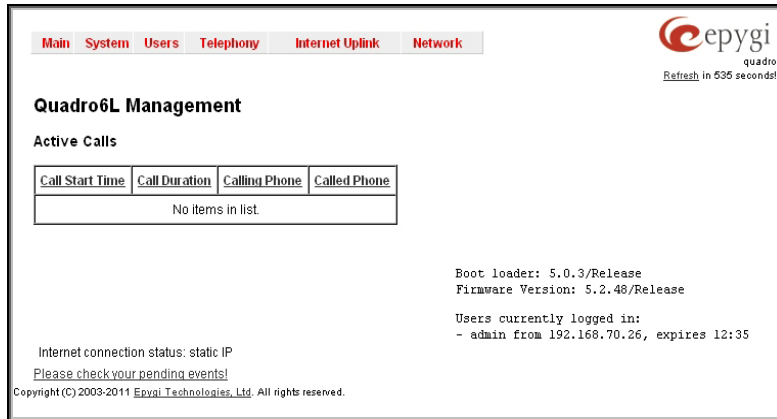 Main System Users Telephony Internet Uplink Network
epygi
quadro
Refresh in 535 seconds!
Quadro6L Management
Active Calls
Call Start Time Call Duration Calling Phone Called Phone
No items in list.
Boot loader: 5.0.3/Release
Firmware Version: 5.2.48/Release
Users currently logged in:
- admin from 192.168.70.26, expires 12:35
Internet connection status: static IP
Please check your pending events!
Copyright (C) 2003-2011 Epygi Technologies, Ltd. All rights reserved.